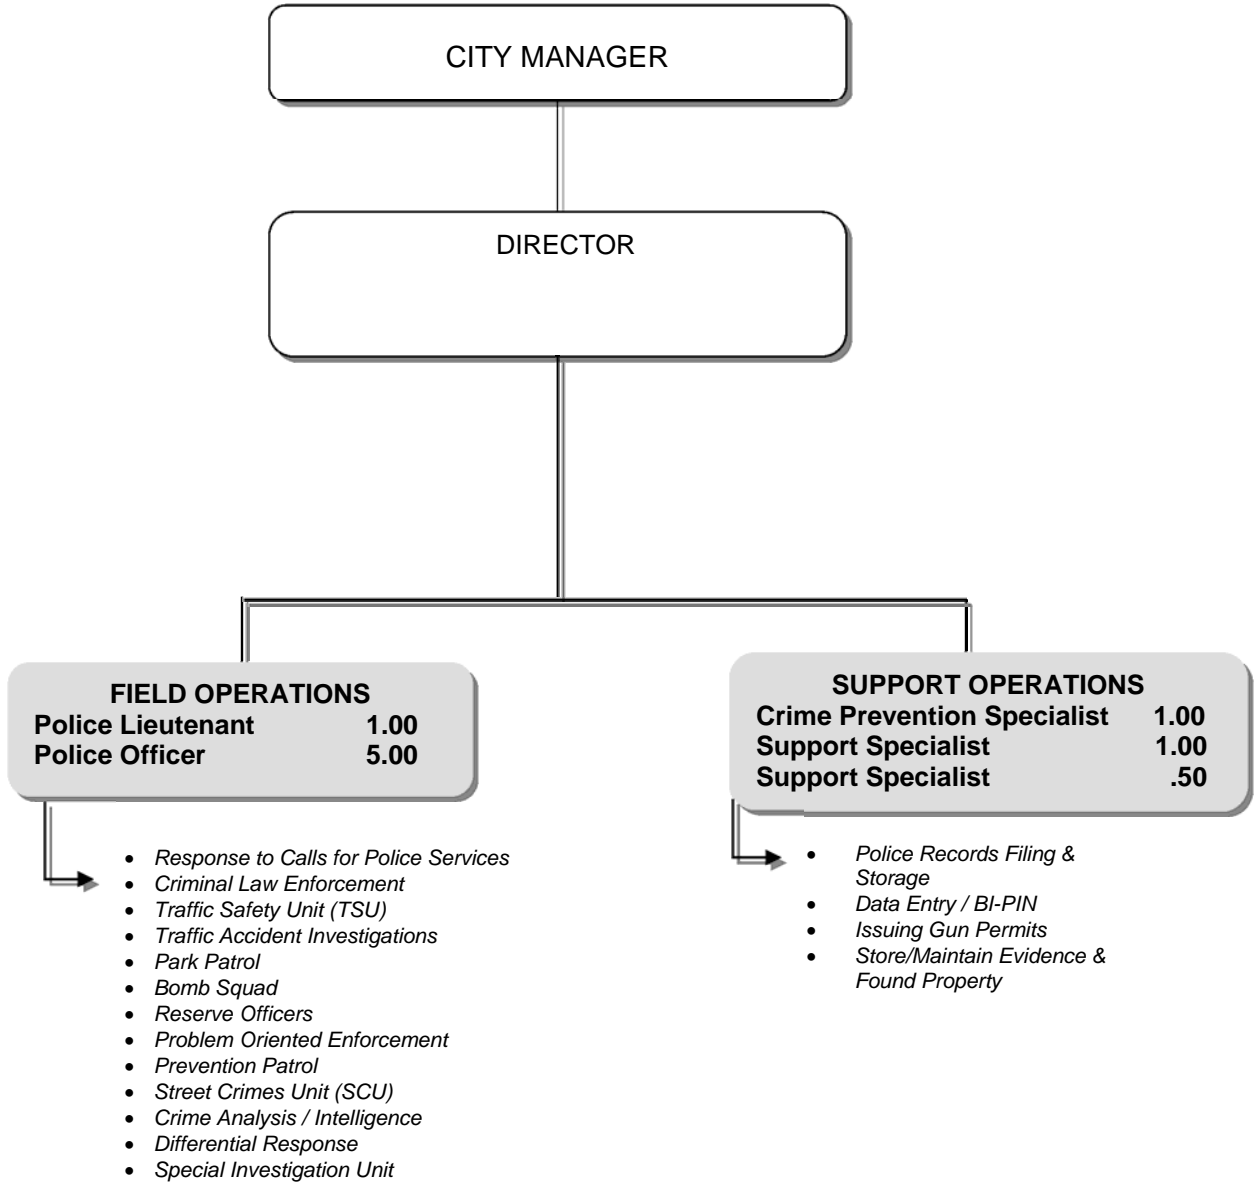 CITY MANAGER
DIRECTOR
FIELD OPERATIONS
Police Lieutenant 1.00
Police Officer 5.00
• Response to Calls for Police Services
• Criminal Law Enforcement
• Traffic Safety Unit (TSU)
• Traffic Accident Investigations
• Park Patrol
• Bomb Squad
• Reserve Officers
• Problem Oriented Enforcement
• Prevention Patrol
• Street Crimes Unit (SCU)
• Crime Analysis / Intelligence
• Differential Response
• Special Investigation Unit
SUPPORT OPERATIONS
Crime Prevention Specialist 1.00
Support Specialist 1.00
Support Specialist .50
• Police Records Filing &
Storage
• Data Entry / BI-PIN
• Issuing Gun Permits
• Store/Maintain Evidence &
Found Property